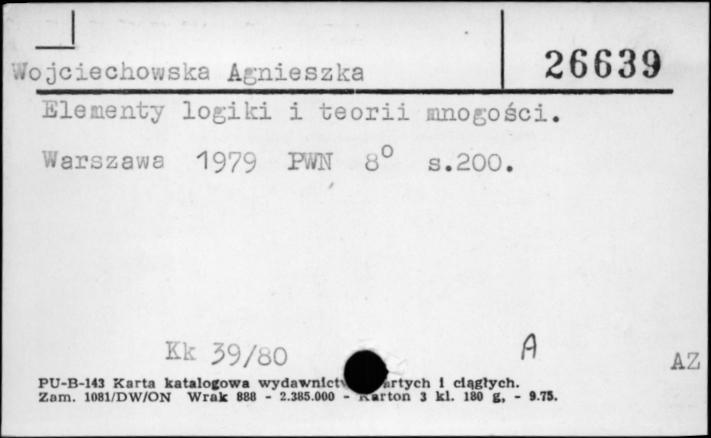 Wojciechowska Agnieszka
26639
Elementy logiki i teorii mnogości.
Warszawa 1979 PWN 8° s.200.
Kk 39/80
A
AZ
PU-B-143 Karta katalogowa wydawnictw zwartych i ciągłych.
Zam. 1081/DW/ON Wrak 888 - 2.385.000 - Karton 3 kl. 180 g, - 9.75.